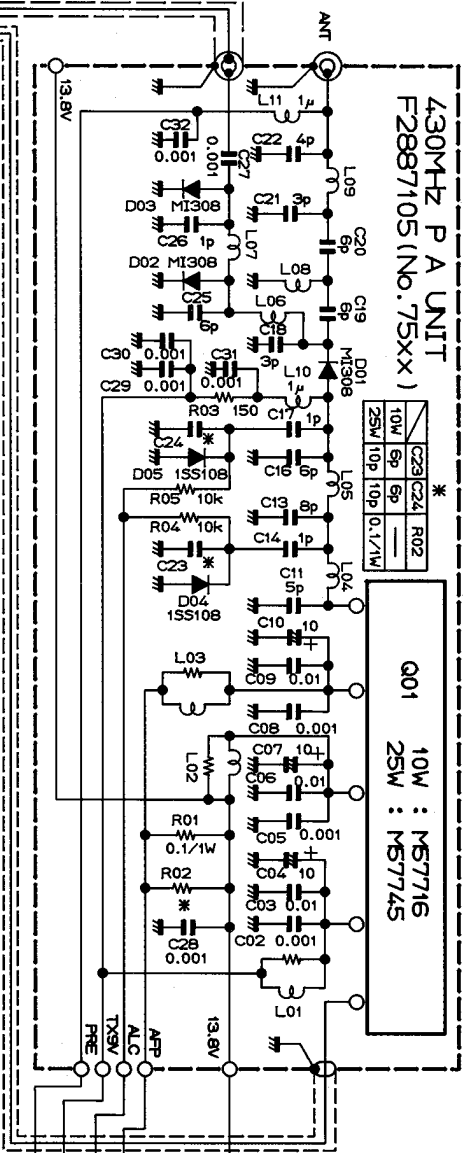 ANT
430MHz P A UNIT
F2887105 (No. 75xx)
*
C23 C24 R02
10W 6p 6p —
25W 10p 10p 0.1/1W
Q01 10W : M57716
25W : M57745
13.8V
L11 1μ
C32
0.001
C27
0.001
C22 4p
L09
D03 MI308
C26 1p
L07
C21 3p
C20
6p
D02 MI308
C25
6p
L08
L06
C19
6p
C18
3p
D01
MI308
C30 0.001
C29 0.001
C31
0.001
L10
1μ
R03 150
C17 1p
C24 *
D05 1SS108
C16 6p
L05
R05 10k
R04 10k
C13 8p
C14 1p
C23 *
D04
1SS108
L04
C11
5p
C10 10
+
C09 0.01
L03
C08 0.001
L02
C07 10
+
C06 0.01
C05 0.001
R01
0.1/1W
R02
*
C28
0.001
C04 10
+
C03 0.01
C02 0.001
L01
13.8V
AFP
ALC
TX9V
PRE